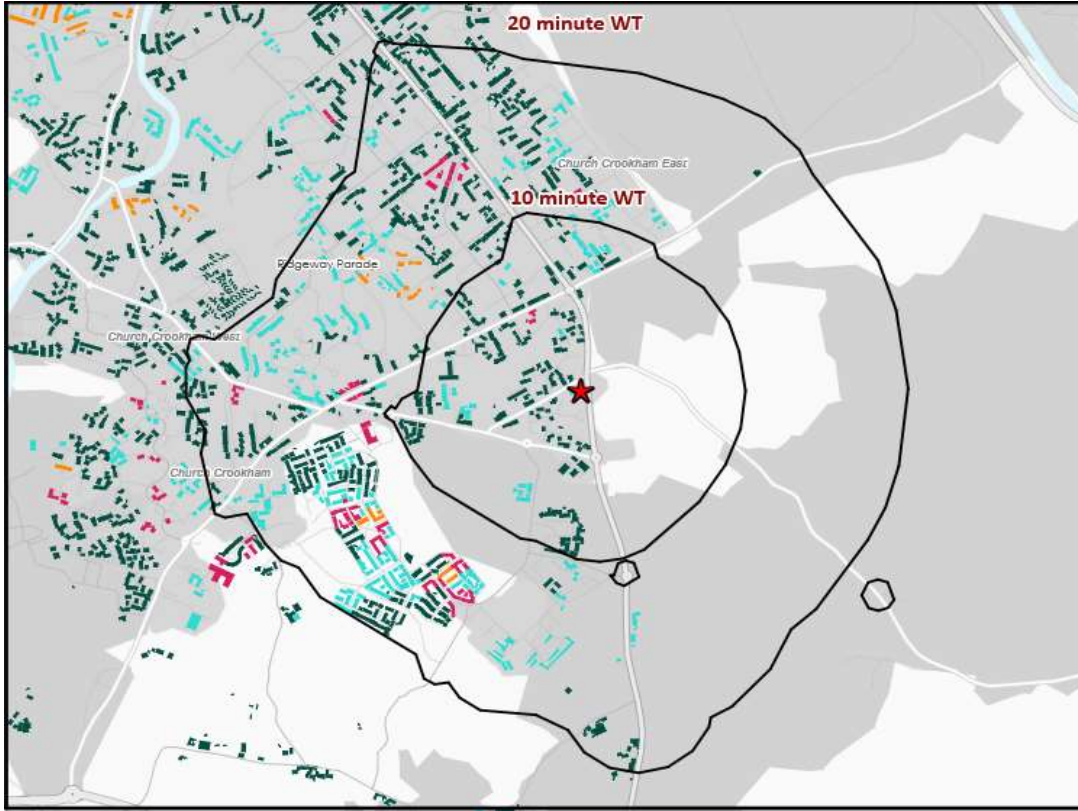 20 minute WT
Church Crookham East
10 minute WT
Ridgeway Parade
Church Crookham West
Church Crookham